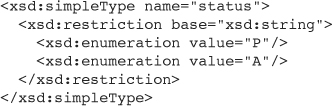 <xsd:simpleType name="status">
  <xsd:restriction base="xsd:string">
    <xsd:enumeration value="P"/>
    <xsd:enumeration value="A"/>
  </xsd:restriction>
</xsd:simpleType>